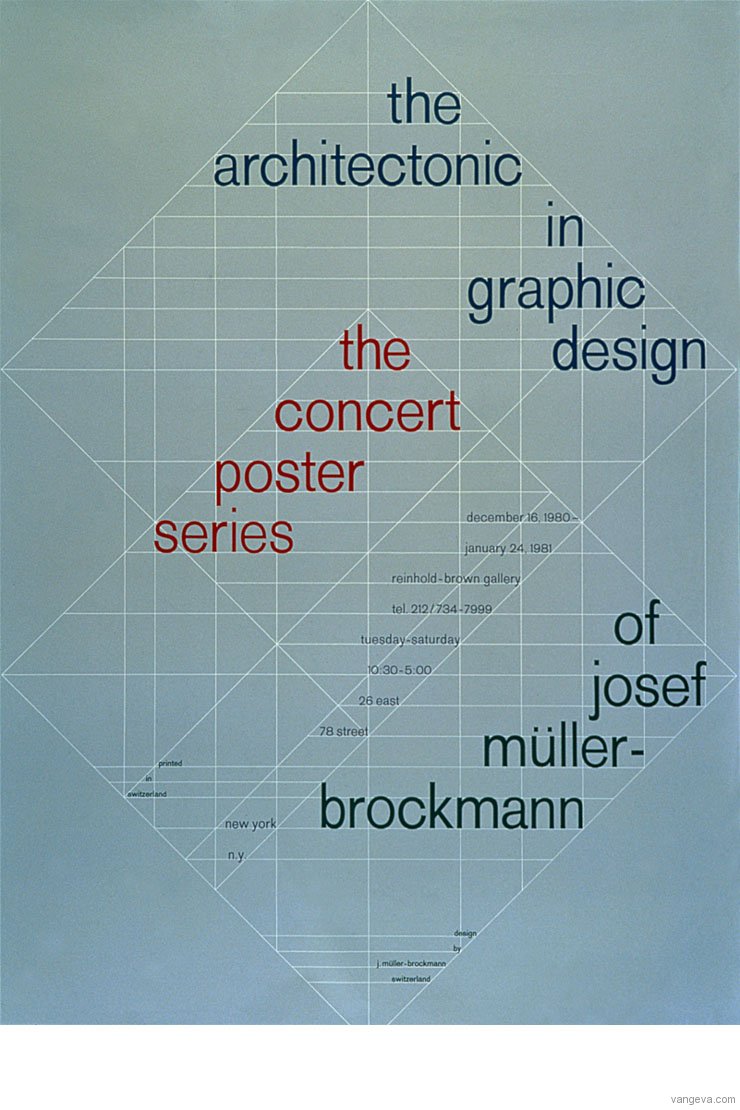 the
architectonic
in
graphic
design
the
concert
poster
series
december 16, 1980-
january 24, 1981
reinhold-brown gallery
tel. 212/734-7999
tuesday-saturday
10:30-5:00
26 east
78 street
new york
n.y.
of
josef
müller-
brockmann
printed
in
switzerland
design
by
j. müller-brockmann
switzerland
vangeva.com